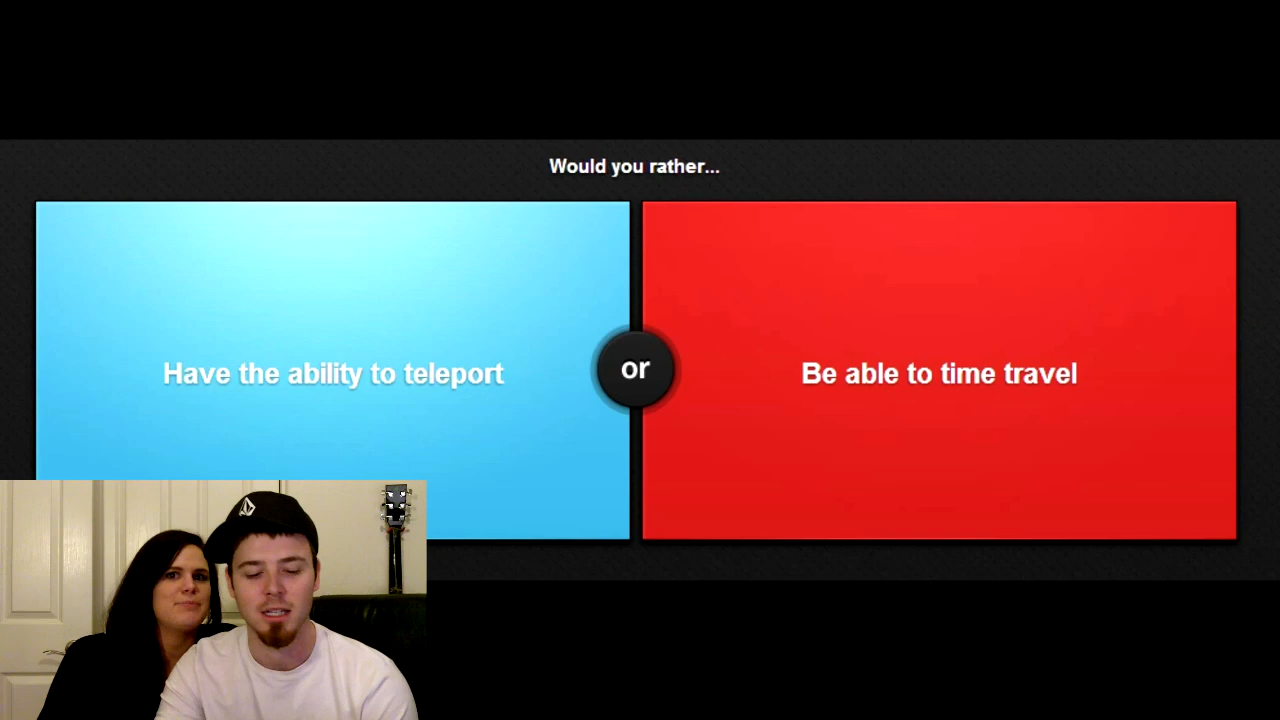 Would you rather...
Have the ability to teleport
or
Be able to time travel